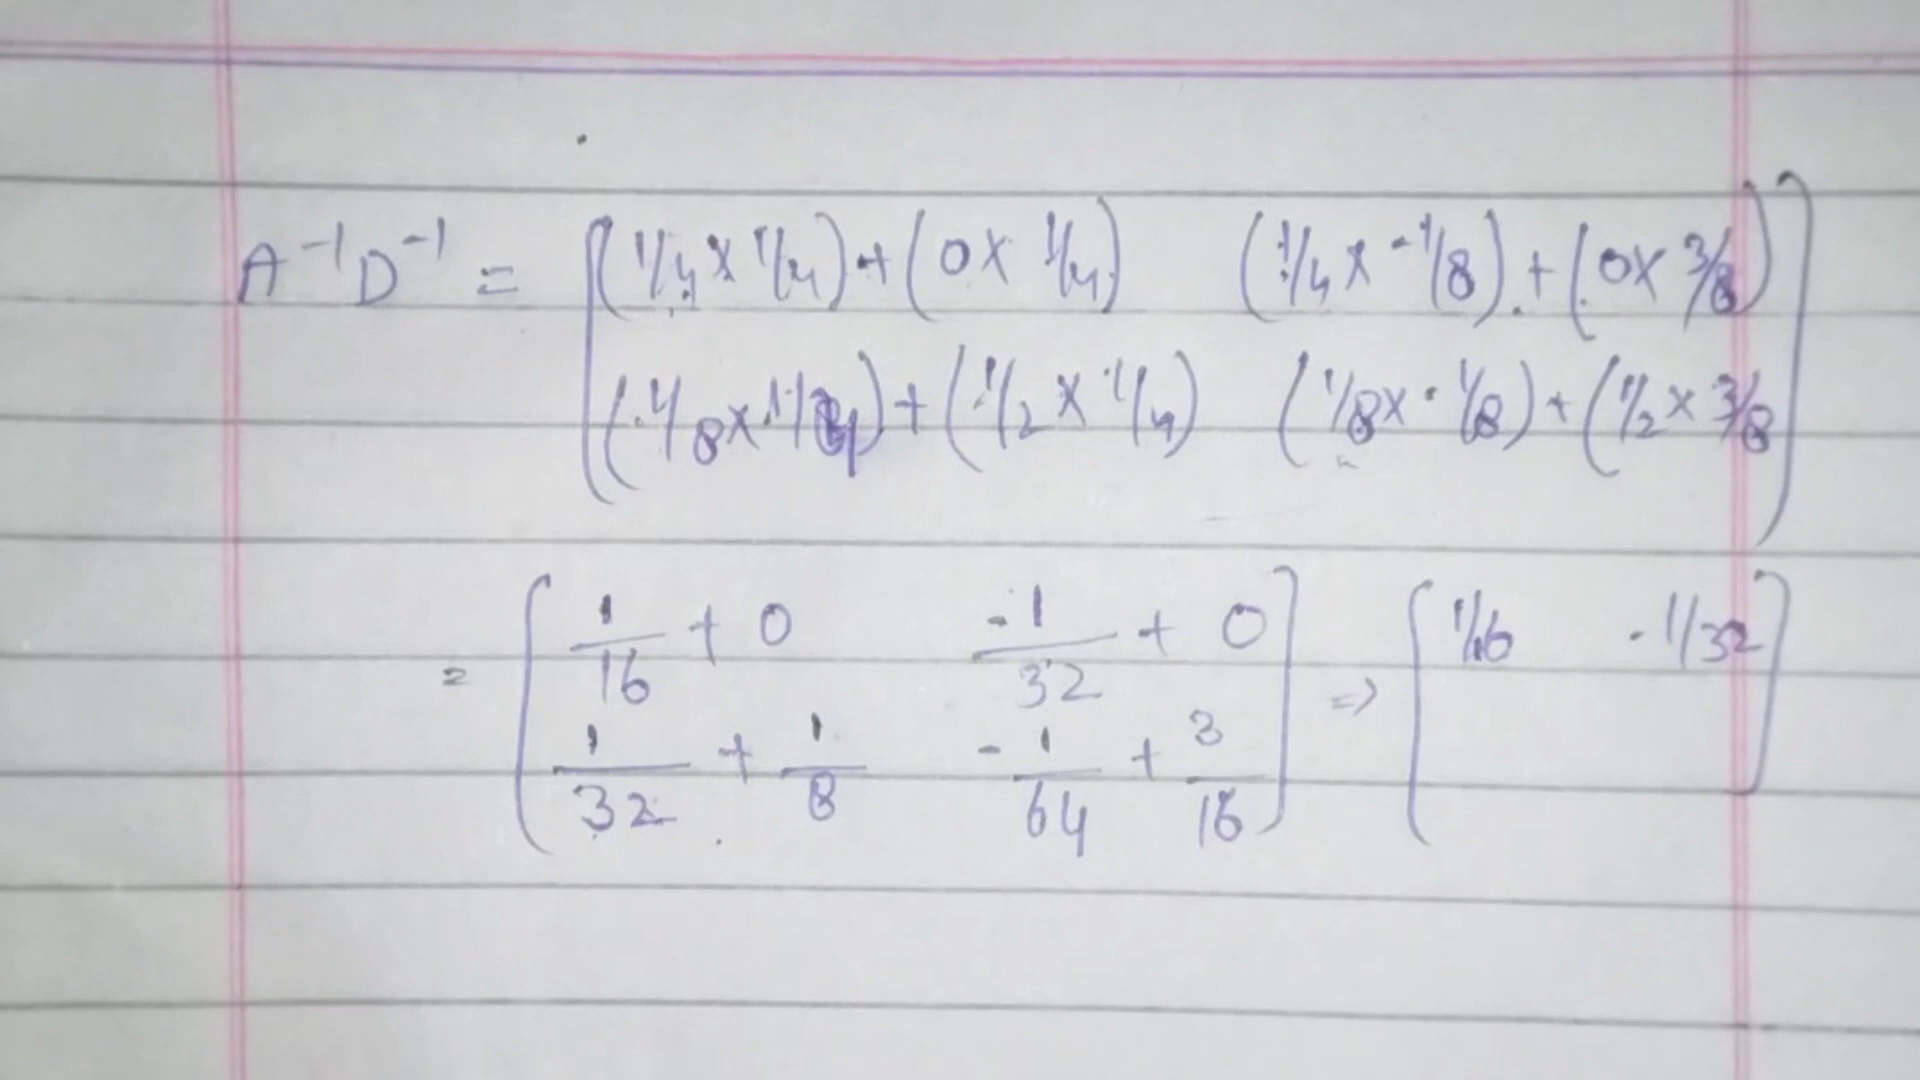 A⁻¹D⁻¹ = [(1/4 x 1/4) + (0 x 1/4) (1/4 x -1/8) + (0 x 3/8)
(1/8 x 1/4) + (1/2 x 1/4) (1/8 x -1/8) + (1/2 x 3/8]
= [1/16 + 0 -1/32 + 0 ⇒ [1/16 -1/32]
1/32 + 1/8 -1/64 + 3/16]